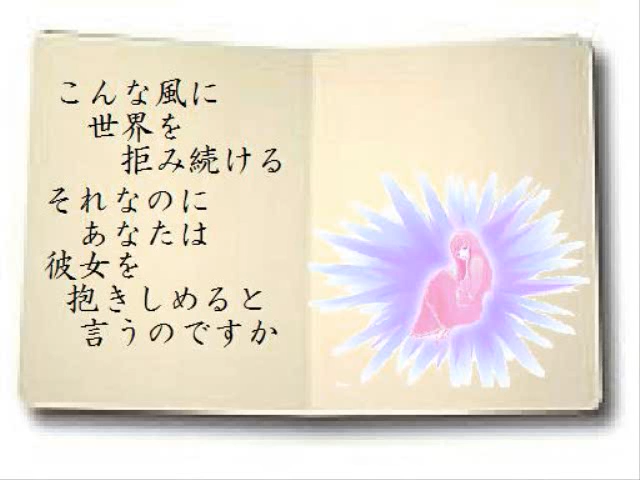 こんな風に
世界を
拒み続ける
それなのに
あなたは
彼女を
抱きしめると
言うのですか